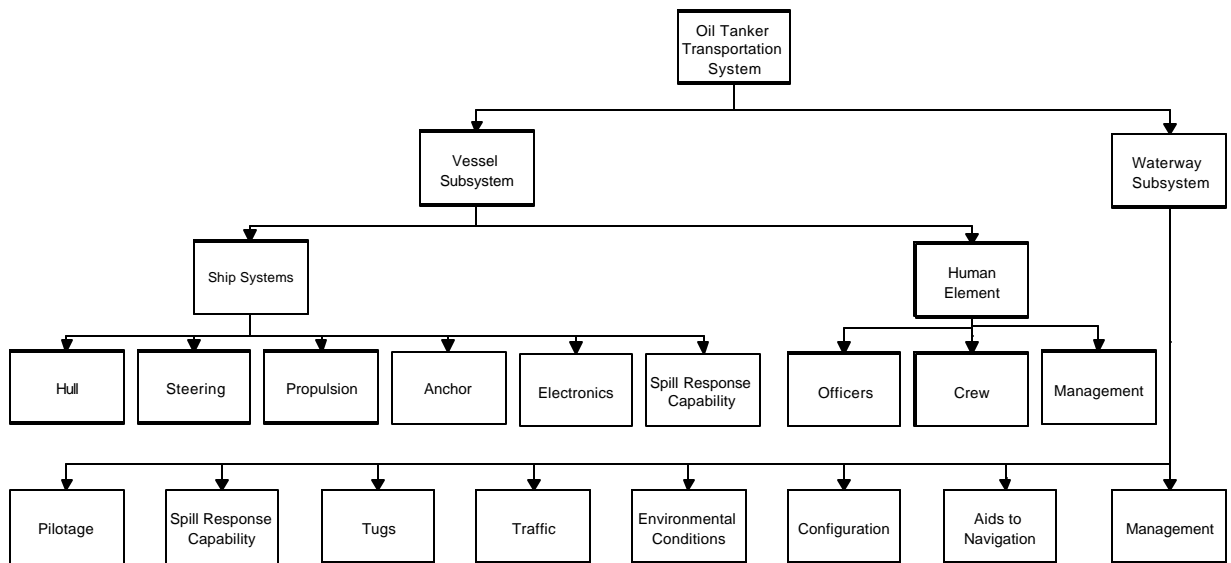 Oil Tanker
Transportation
System
Vessel
Subsystem
Waterway
Subsystem
Ship Systems
Human
Element
Hull
Steering
Propulsion
Anchor
Electronics
Spill Response
Capability
Officers
Crew
Management
Pilotage
Spill Response
Capability
Tugs
Traffic
Environmental
Conditions
Configuration
Aids to
Navigation
Management